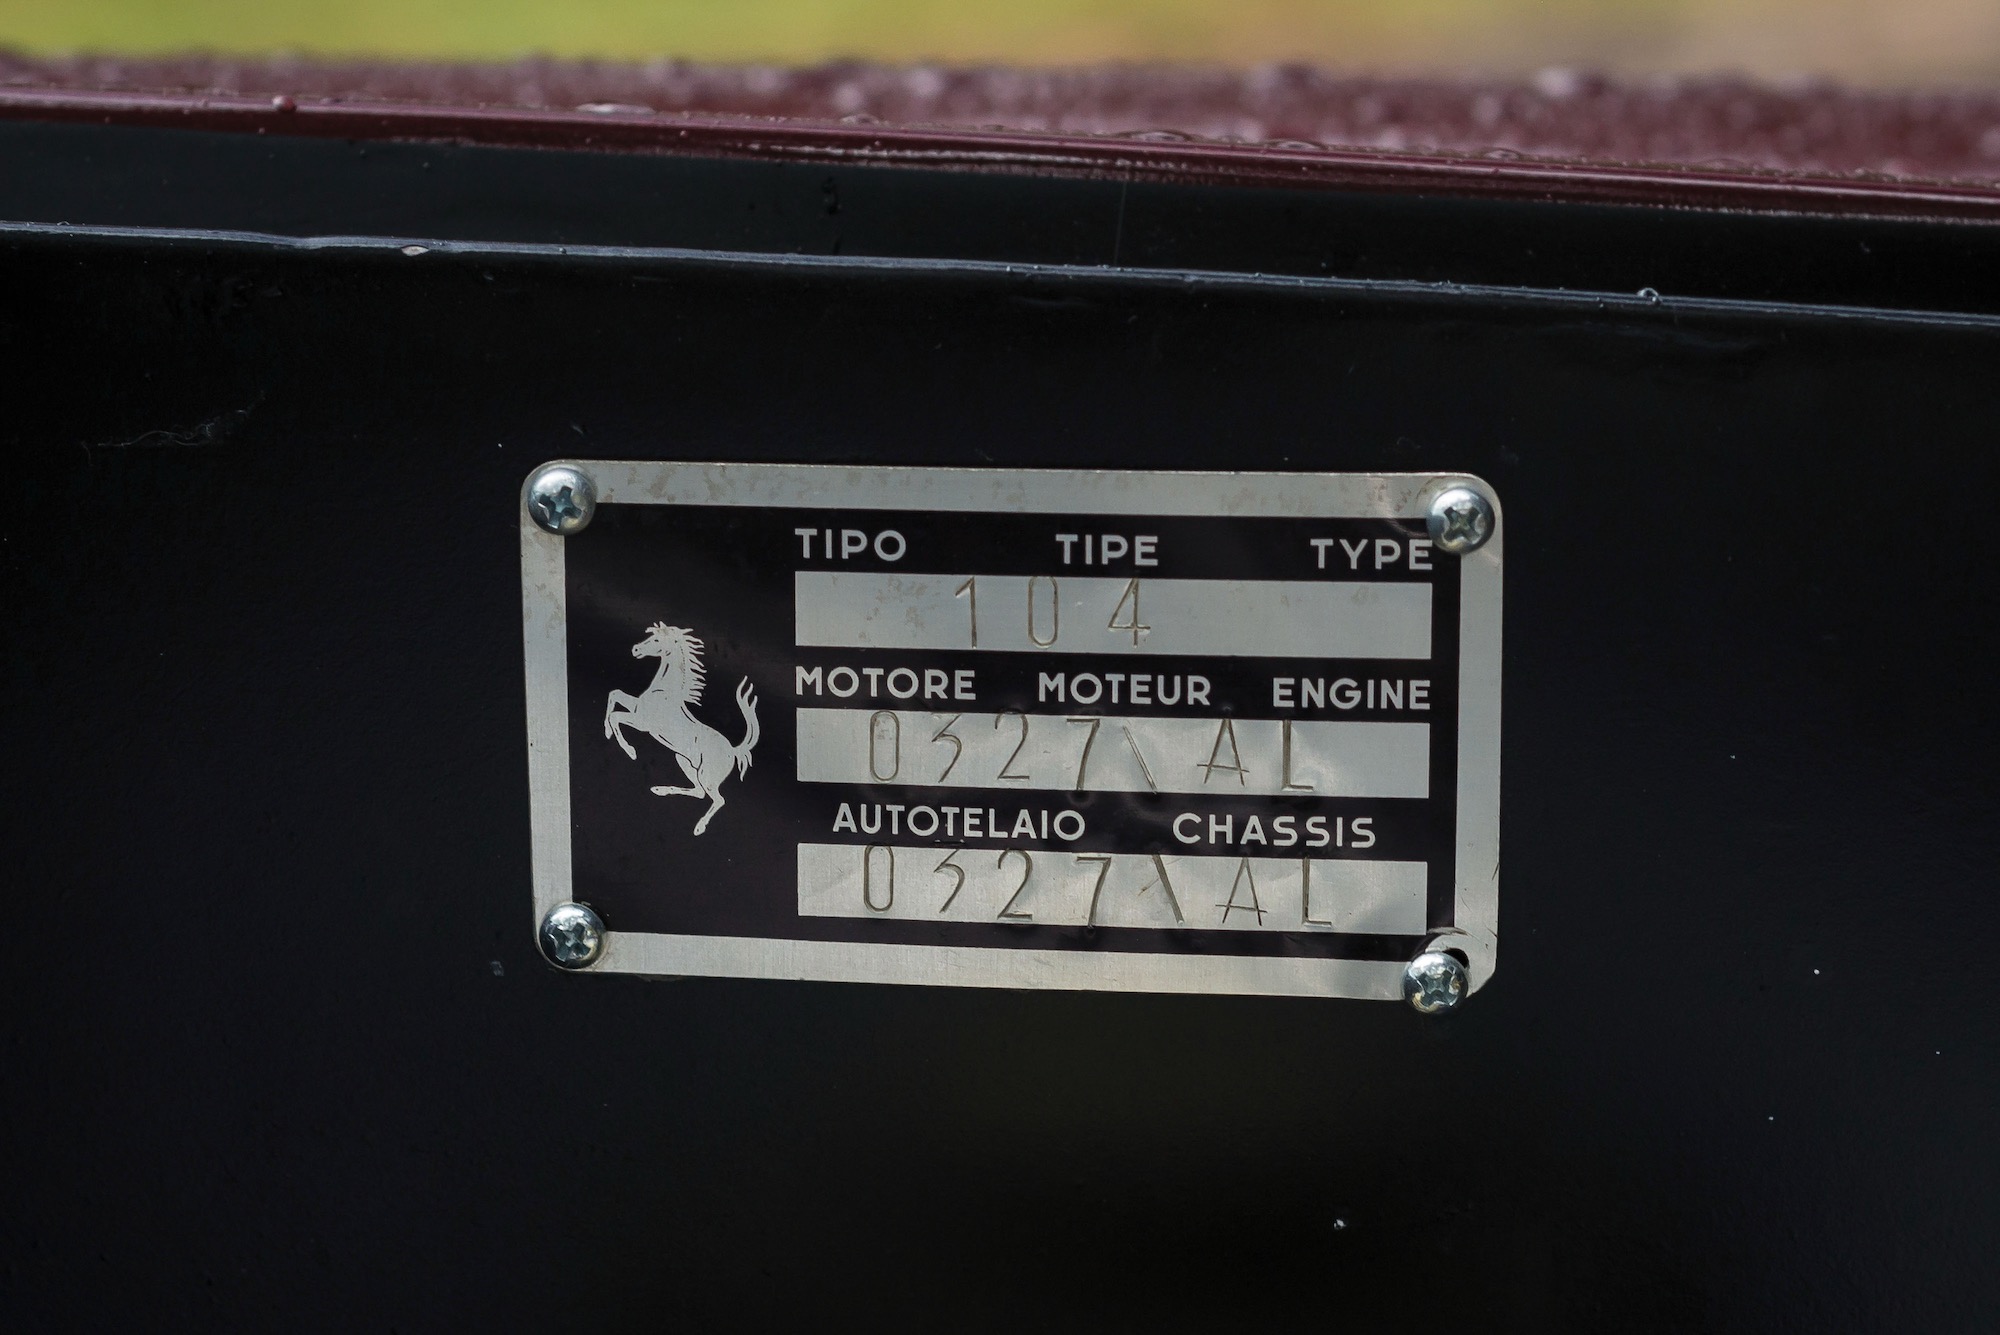 TIPO TIPE TYPE
104
MOTORE MOTEUR ENGINE
0327\AL
AUTOTELAIO CHASSIS
0327\AL